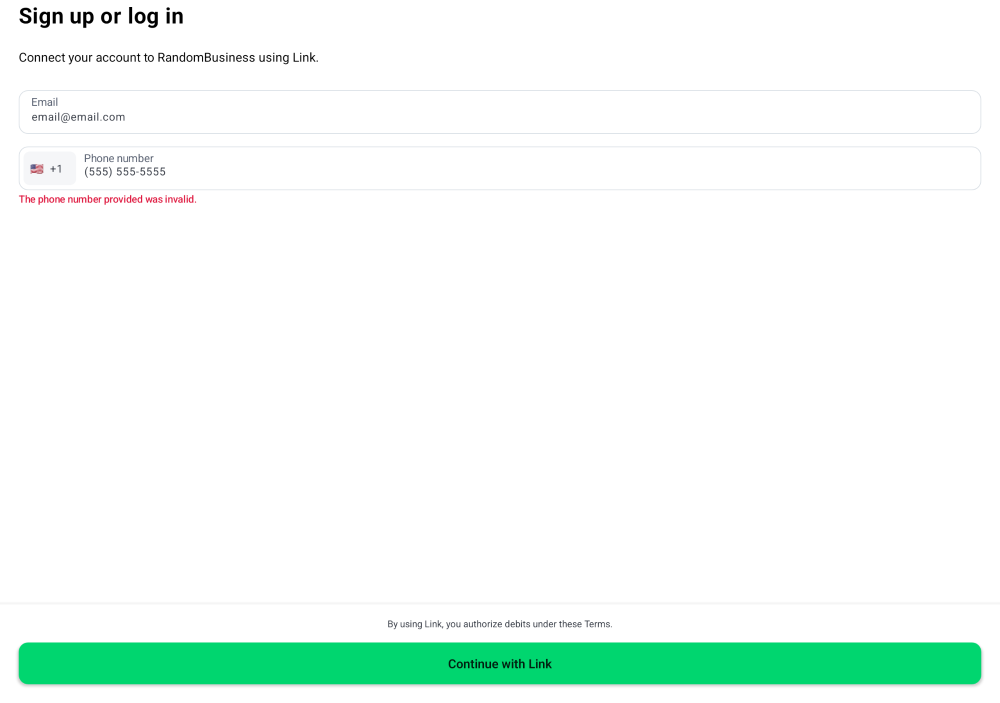 Sign up or log in
Connect your account to RandomBusiness using Link.
Email
email@email.com
+1
Phone number
(555) 555-5555
The phone number provided was invalid.
By using Link, you authorize debits under these Terms.
Continue with Link